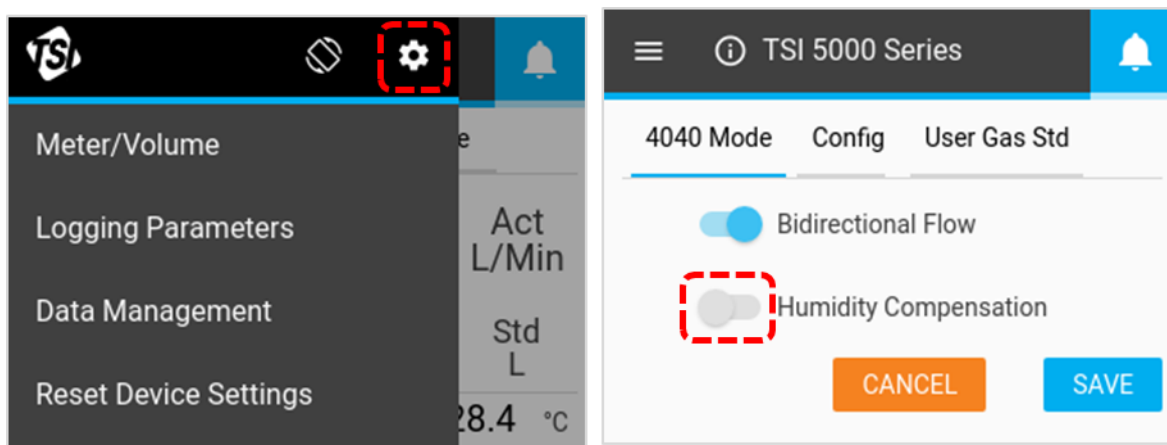 TSI
Meter/Volume
Logging Parameters
Data Management
Reset Device Settings
e
Act
L/Min
Std
L
28.4 °C
TSI 5000 Series
4040 Mode Config User Gas Std
Bidirectional Flow
Humidity Compensation
CANCEL SAVE